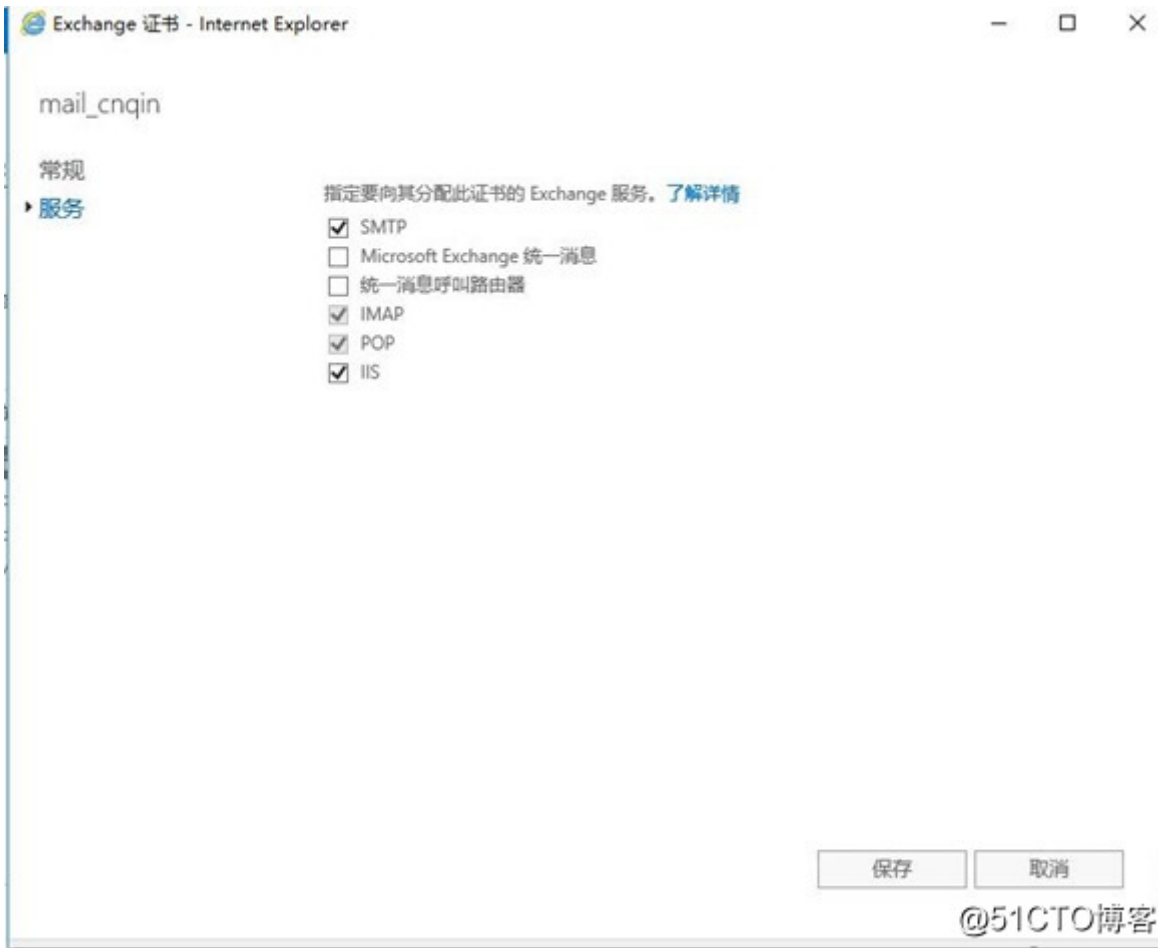 Exchange 证书 - Internet Explorer
mail_cnqin
常规
服务
指定要向其分配此证书的 Exchange 服务。了解详情
SMTP
Microsoft Exchange 统一消息
统一消息呼叫路由器
IMAP
POP
IIS
保存 取消
@51CTO博客